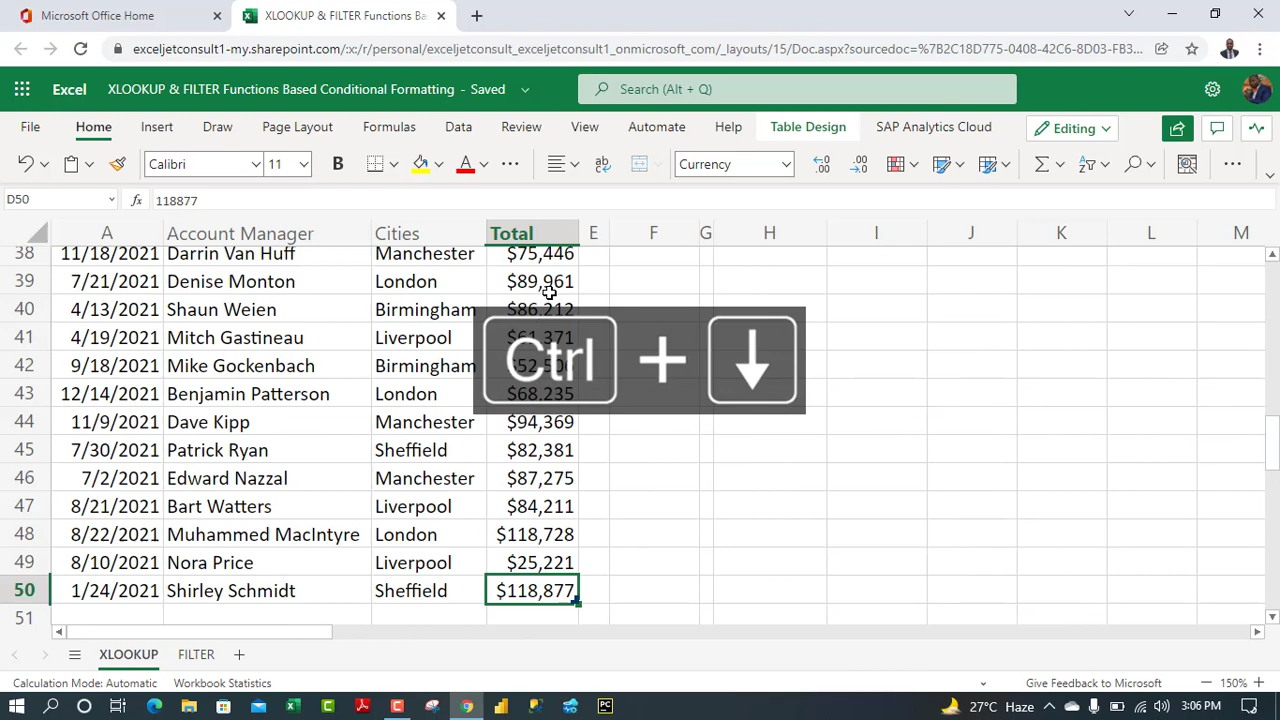 Microsoft Office Home
XLOOKUP & FILTER Functions Ba
exceljetconsult1-my.sharepoint.com/:x:/r/personal/exceljetconsult_exceljetconsult1_onmicrosoft_com/_layouts/15/Doc.aspx?sourcedoc=%7B2C18D775-0408-42C6-8D03-FB3...
Excel XLOOKUP & FILTER Functions Based Conditional Formatting - Saved Search (Alt + Q)
File Home Insert Draw Page Layout Formulas Data Review View Automate Help Table Design SAP Analytics Cloud Editing
Calibri 11 B A Currency
D50 fx 118877
A Account Manager Cities Total E F G H I J K L M
38 11/18/2021 Darrin Van Huff Manchester $75,446
39 7/21/2021 Denise Monton London $89,961
40 4/13/2021 Shaun Weien Birmingham $86,212
41 4/19/2021 Mitch Gastineau Liverpool $61,371
42 9/18/2021 Mike Gockenbach Birmingham
43 12/14/2021 Benjamin Patterson London $68,235
44 11/9/2021 Dave Kipp Manchester $94,369
45 7/30/2021 Patrick Ryan Sheffield $82,381
46 7/2/2021 Edward Nazzal Manchester $87,275
47 8/21/2021 Bart Watters Liverpool $84,211
48 8/22/2021 Muhammed MacIntyre London $118,728
49 8/10/2021 Nora Price Liverpool $25,221
50 1/24/2021 Shirley Schmidt Sheffield $118,877
51
Ctrl + ↓
XLOOKUP FILTER
Calculation Mode: Automatic Workbook Statistics Give Feedback to Microsoft 150%
27°C Haze 3:06 PM